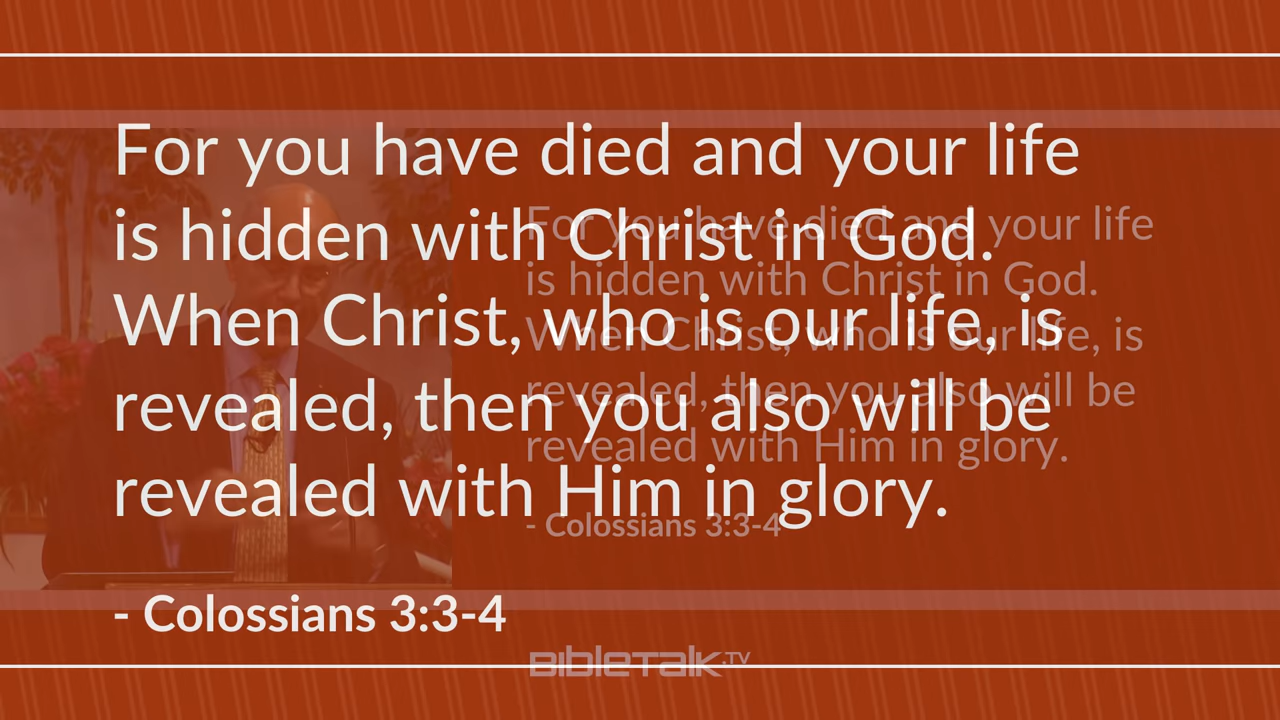 For you have died and your life
is hidden with Christ in God.
When Christ, who is our life, is
revealed, then you also will be
revealed with Him in glory.
- Colossians 3:3-4
For you have died and your life
is hidden with Christ in God.
When Christ, who is our life, is
revealed, then you also will be
revealed with Him in glory.
- Colossians 3:3-4
BibleTalk.TV